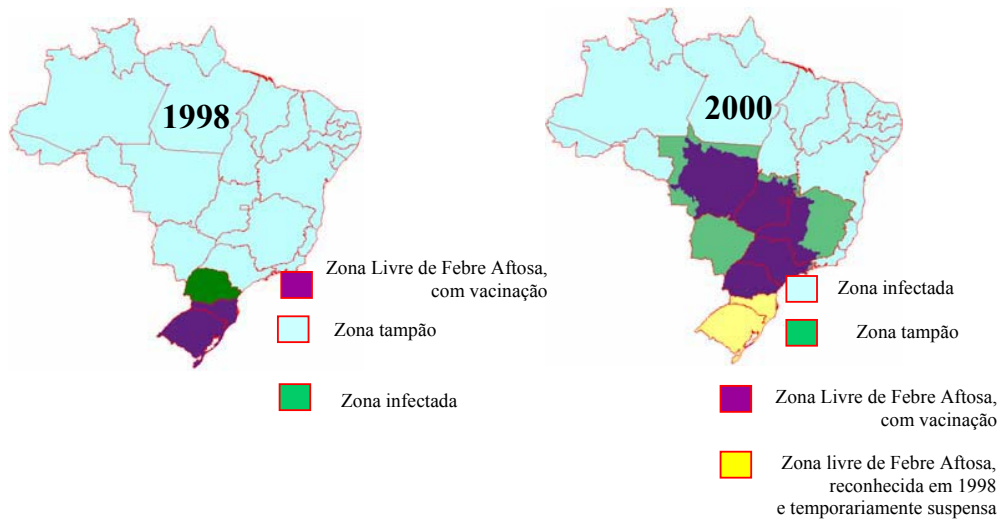 1998
Zona Livre de Febre Aftosa,
com vacinação
Zona tampão
Zona infectada
2000
Zona infectada
Zona tampão
Zona Livre de Febre Aftosa,
com vacinação
Zona livre de Febre Aftosa,
reconhecida em 1998
e temporariamente suspensa